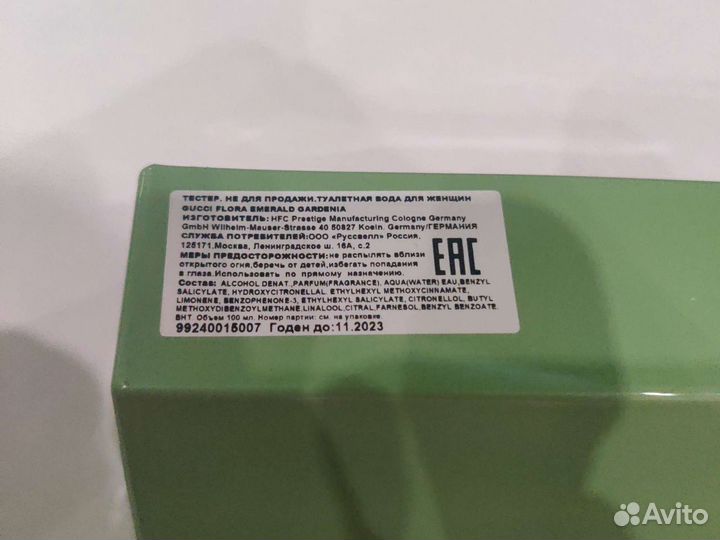 ТЕСТЕР. НЕ ДЛЯ ПРОДАЖИ.ТУАЛЕТНАЯ ВОДА ДЛЯ ЖЕНЩИН
GUCCI FLORA EMERALD GARDENIA
ИЗГОТОВИТЕЛЬ: HFC Prestige Manufacturing Cologne Germany
GmbH Wilhelm-Mauser-Strasse 40 50827 Koein. Germany/ГЕРМАНИЯ
СЛУЖБА ПОТРЕБИТЕЛЕЙ:ООО «Руссвелл» Россия.
125171,Москва, Ленинградское ш. 16А, с.2
МЕРЫ ПРЕДОСТОРОЖНОСТИ: не распылять вблизи
открытого огня,беречь от детей,избегать попадания
в глаза.Использовать по прямому назначению.
Состав: ALCOHOL DENAT.,PARFUM(FRAGRANCE), AQUA(WATER) EAU,BENZYL
SALICYLATE, HYDROXYCITRONELLAL, ETHYLHEXYL METHOXYCINNAMATE,
LIMONENE, BENZOPHENONE-3, ETHYLHEXYL SALICYLATE, CITRONELLOL, BUTYL
METHOXYDIBENZOYLMETHANE,LINALOOL,CITRAL,FARNESOL,BENZYL BENZOATE.
BHT. Объем 100 мл. Номер партии: см. на упаковке.
99240015007 Годен до:11.2023
EAC
Avito